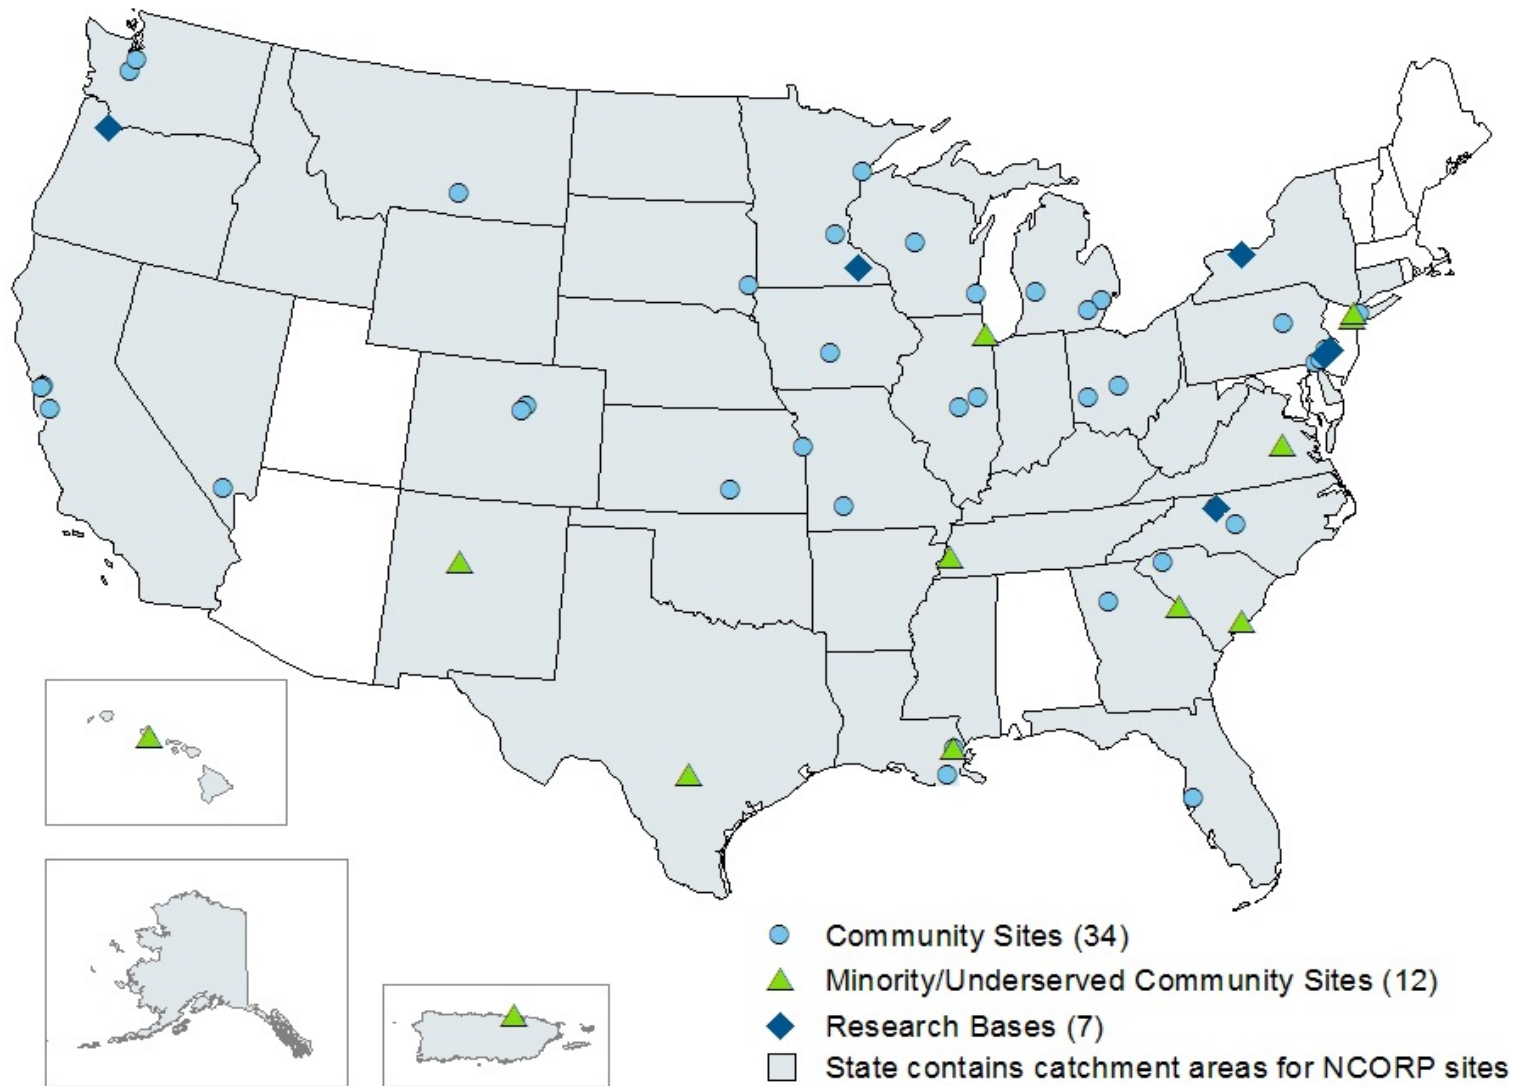 Community Sites (34)
Minority/Underserved Community Sites (12)
Research Bases (7)
State contains catchment areas for NCORP sites